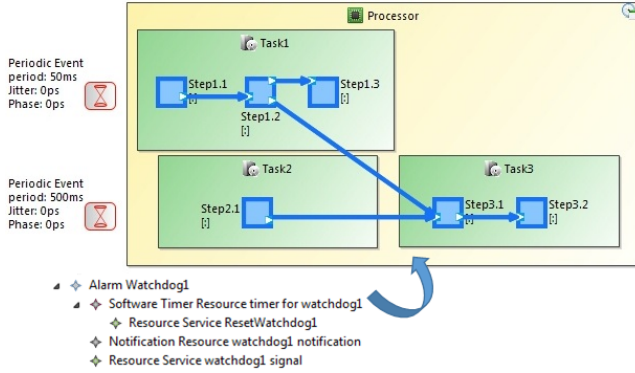 Processor
Task1
Periodic Event
period: 50ms
Jitter: 0ps
Phase: 0ps
Step1.1
[:]
Step1.2
[:]
Step1.3
[:]
Task2
Task3
Periodic Event
period: 500ms
Jitter: 0ps
Phase: 0ps
Step2.1
[:]
Step3.1
[:]
Step3.2
[:]
Alarm Watchdog1
Software Timer Resource timer for watchdog1
Resource Service ResetWatchdog1
Notification Resource watchdog1 notification
Resource Service watchdog1 signal